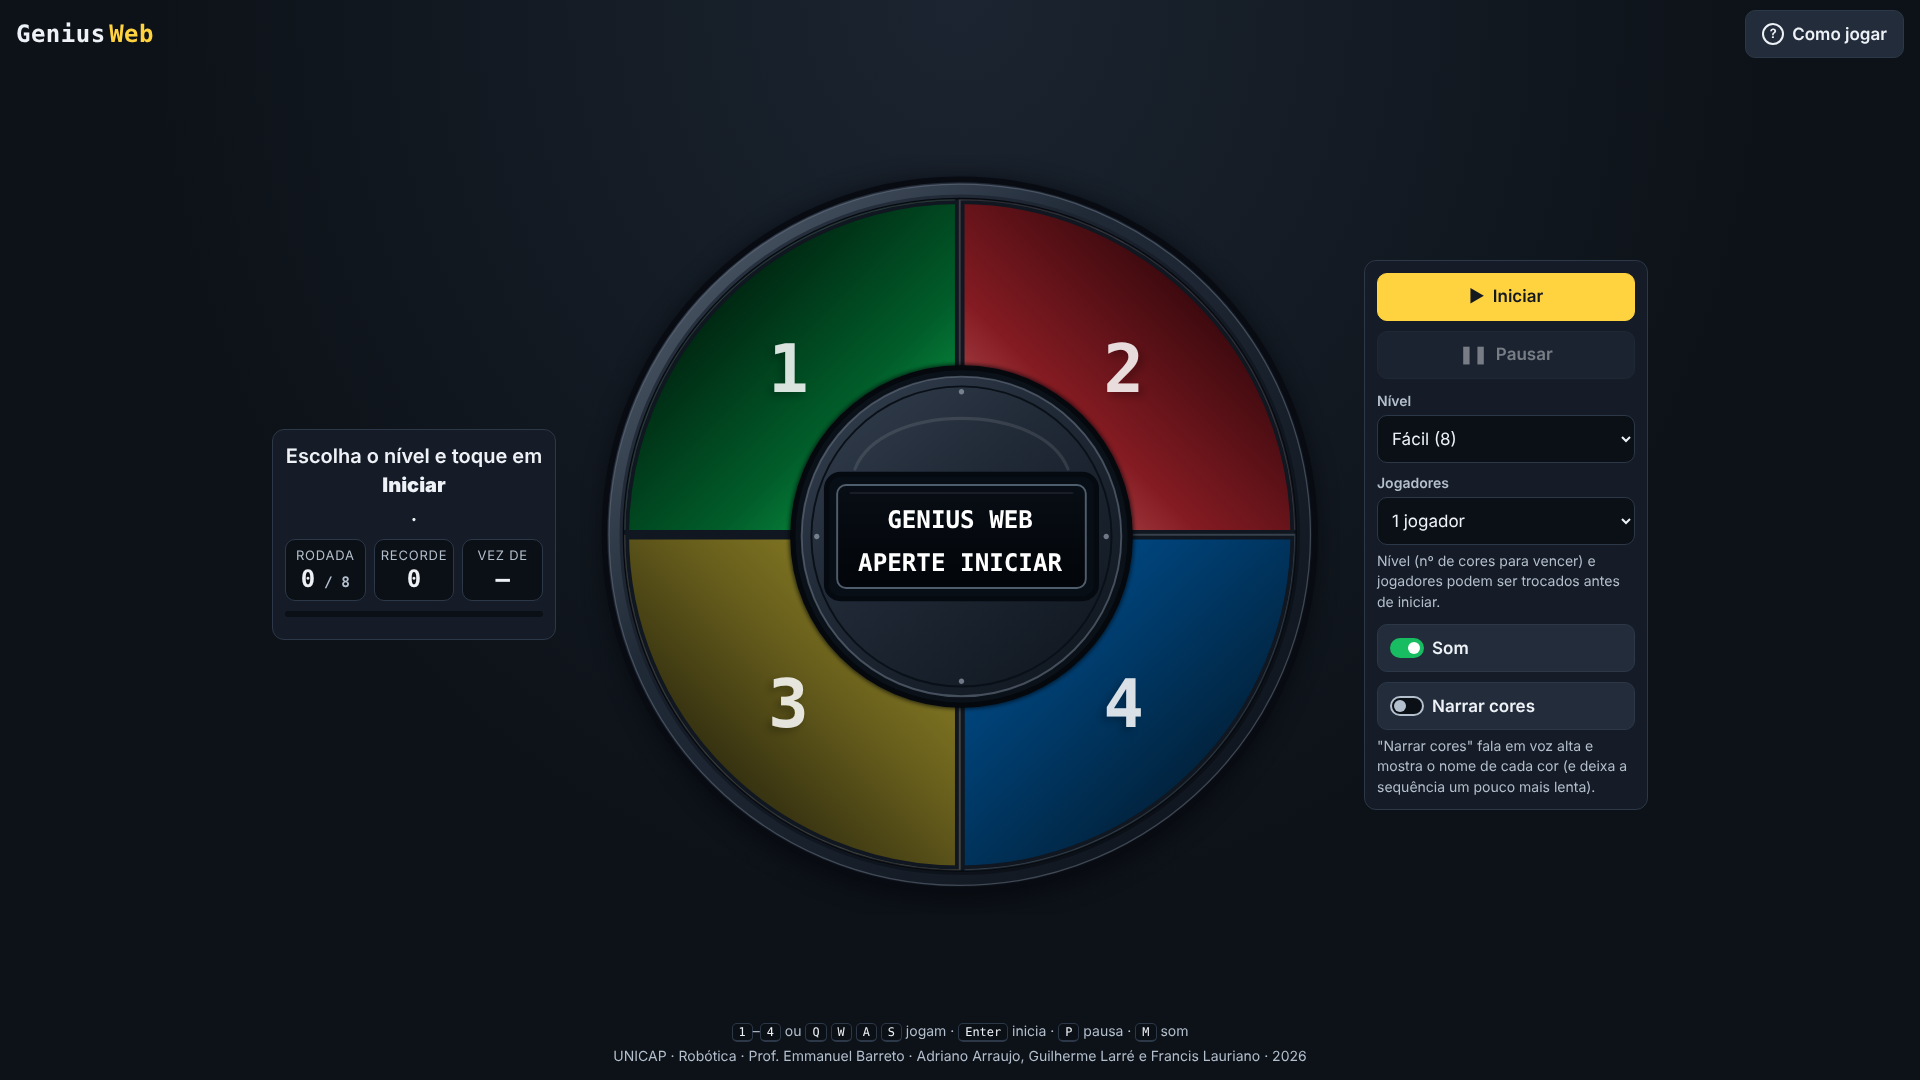 Genius Web
? Como jogar
Escolha o nível e toque em
Iniciar
.
RODADA
0 / 8
RECORDE
0
VEZ DE
—
1
2
3
4
GENIUS WEB
APERTE INICIAR
Iniciar
Pausar
Nível
Fácil (8)
Jogadores
1 jogador
Nível (nº de cores para vencer) e
jogadores podem ser trocados antes
de iniciar.
Som
Narrar cores
"Narrar cores" fala em voz alta e
mostra o nome de cada cor (e deixa a
sequência um pouco mais lenta).
1–4 ou Q W A S jogam · Enter inicia · P pausa · M som
UNICAP · Robótica · Prof. Emmanuel Barreto · Adriano Araujo, Guilherme Larré e Francis Lauriano · 2026